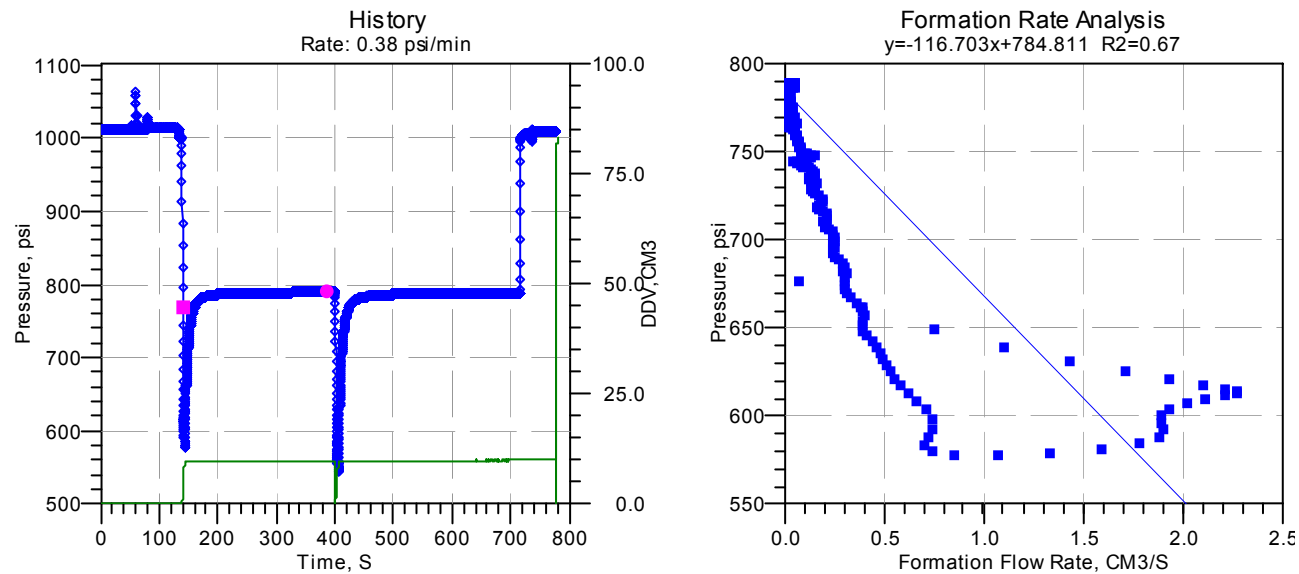 History
Rate: 0.38 psi/min
1100
1000
900
800
700
600
500
Pressure, psi
100.0
75.0
50.0
25.0
0.0
DDV,CM3
0 100 200 300 400 500 600 700 800
Time, S
Formation Rate Analysis
y=-116.703x+784.811 R2=0.67
800
750
700
650
600
550
Pressure, psi
0.0 0.5 1.0 1.5 2.0 2.5
Formation Flow Rate, CM3/S